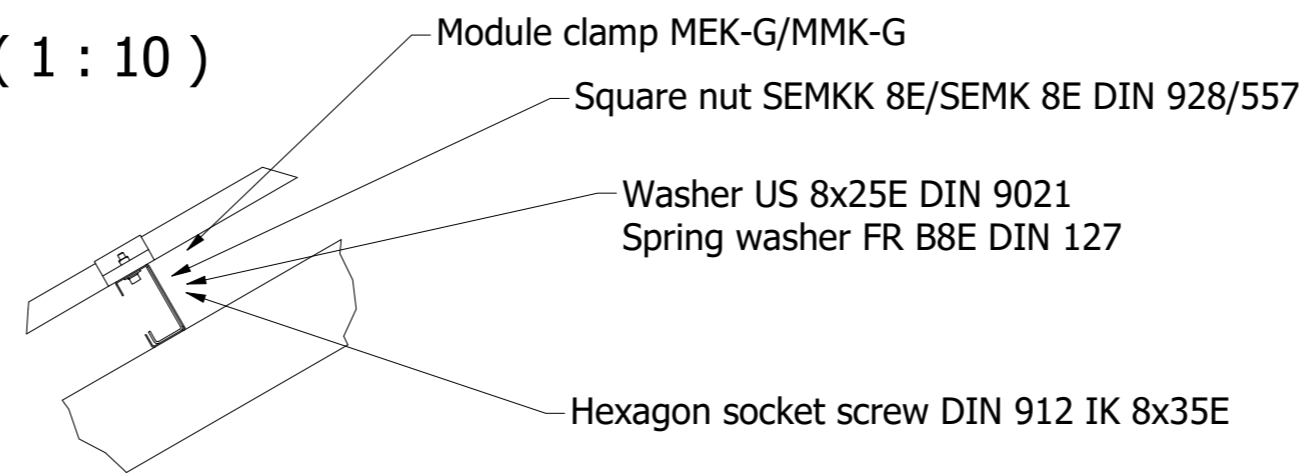 ( 1 : 10 )
Module clamp MEK-G/MMK-G
Square nut SEMKK 8E/SEMK 8E DIN 928/557
Washer US 8x25E DIN 9021
Spring washer FR B8E DIN 127
Hexagon socket screw DIN 912 IK 8x35E